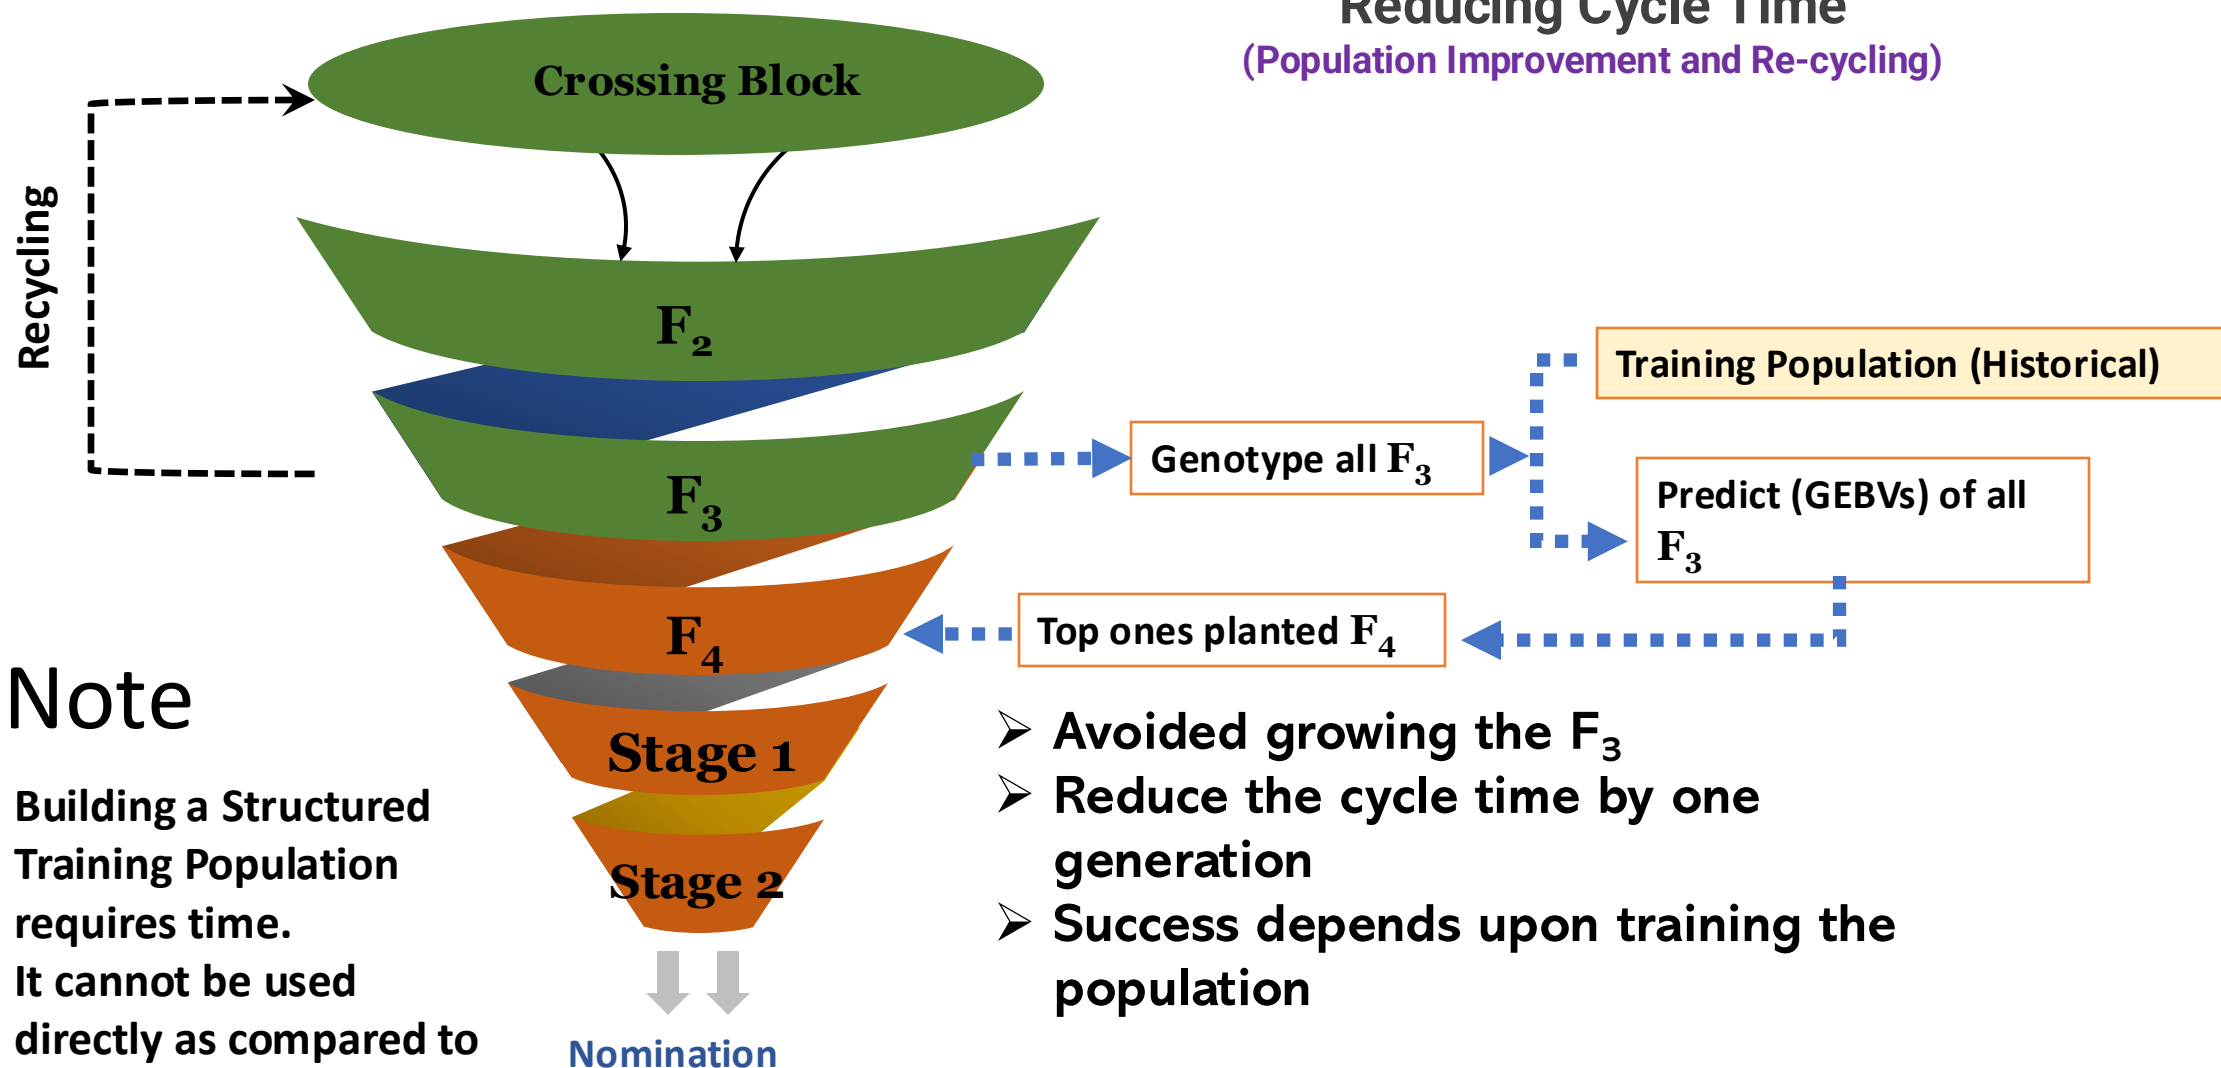 Reducing Cycle Time
(Population Improvement and Re-cycling)
Crossing Block
Recycling
F2
F3
F4
Stage 1
Stage 2
Nomination
Training Population (Historical)
Genotype all F3
Predict (GEBVs) of all
F3
Top ones planted F4
➢ Avoided growing the F3
➢ Reduce the cycle time by one
generation
➢ Success depends upon training the
population
Note
Building a Structured
Training Population
requires time.
It cannot be used
directly as compared to